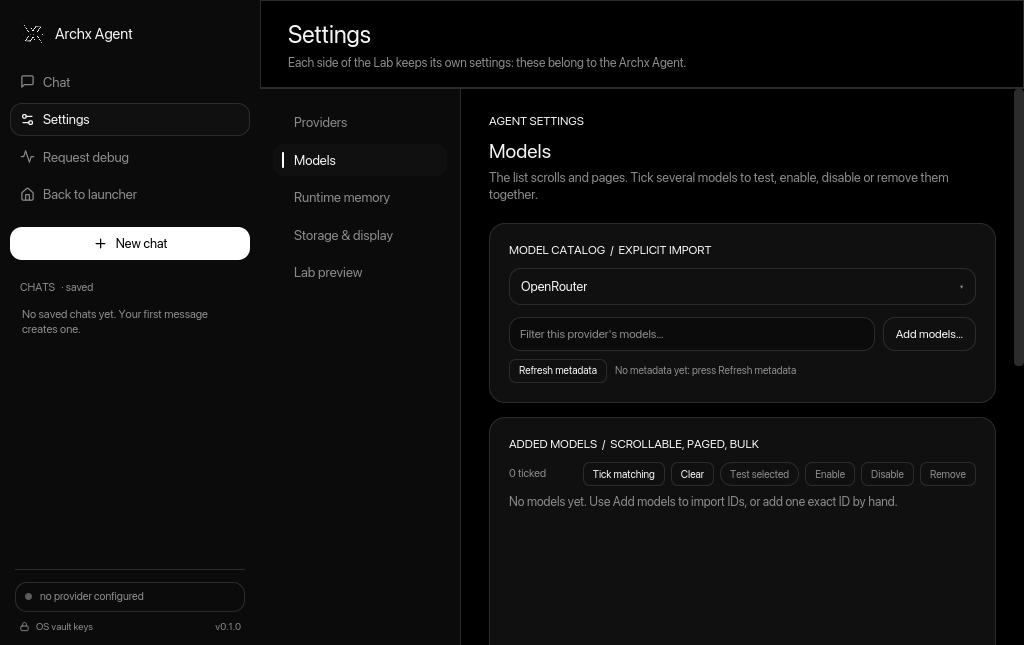 Archx Agent
Chat
Settings
Request debug
Back to launcher
New chat
CHATS · saved
No saved chats yet. Your first message
creates one.
no provider configured
OS vault keys
v0.1.0
Settings
Each side of the Lab keeps its own settings: these belong to the Archx Agent.
Providers
Models
Runtime memory
Storage & display
Lab preview
AGENT SETTINGS
Models
The list scrolls and pages. Tick several models to test, enable, disable or remove them
together.
MODEL CATALOG / EXPLICIT IMPORT
OpenRouter
Filter this provider's models…
Add models…
Refresh metadata
No metadata yet: press Refresh metadata
ADDED MODELS / SCROLLABLE, PAGED, BULK
0 ticked
Tick matching
Clear
Test selected
Enable
Disable
Remove
No models yet. Use Add models to import IDs, or add one exact ID by hand.